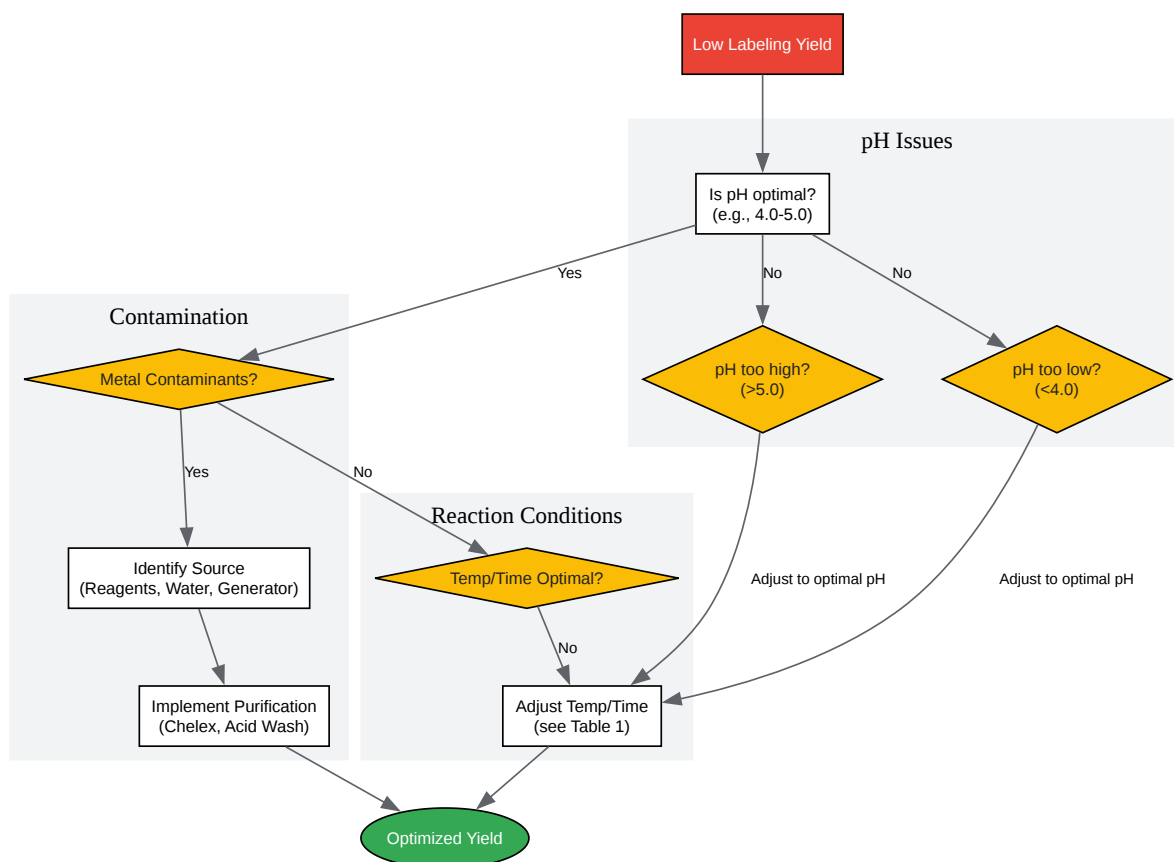 Low Labeling Yield
pH Issues
Is pH optimal?
(e.g., 4.0-5.0)
Yes
No
No
Contamination
Metal Contaminants?
pH too high?
(>5.0)
pH too low?
(<4.0)
Yes
No
Reaction Conditions
Identify Source
(Reagents, Water, Generator)
Temp/Time Optimal?
Adjust to optimal pH
Adjust to optimal pH
No
Implement Purification
(Chelex, Acid Wash)
Adjust Temp/Time
(see Table 1)
Optimized Yield